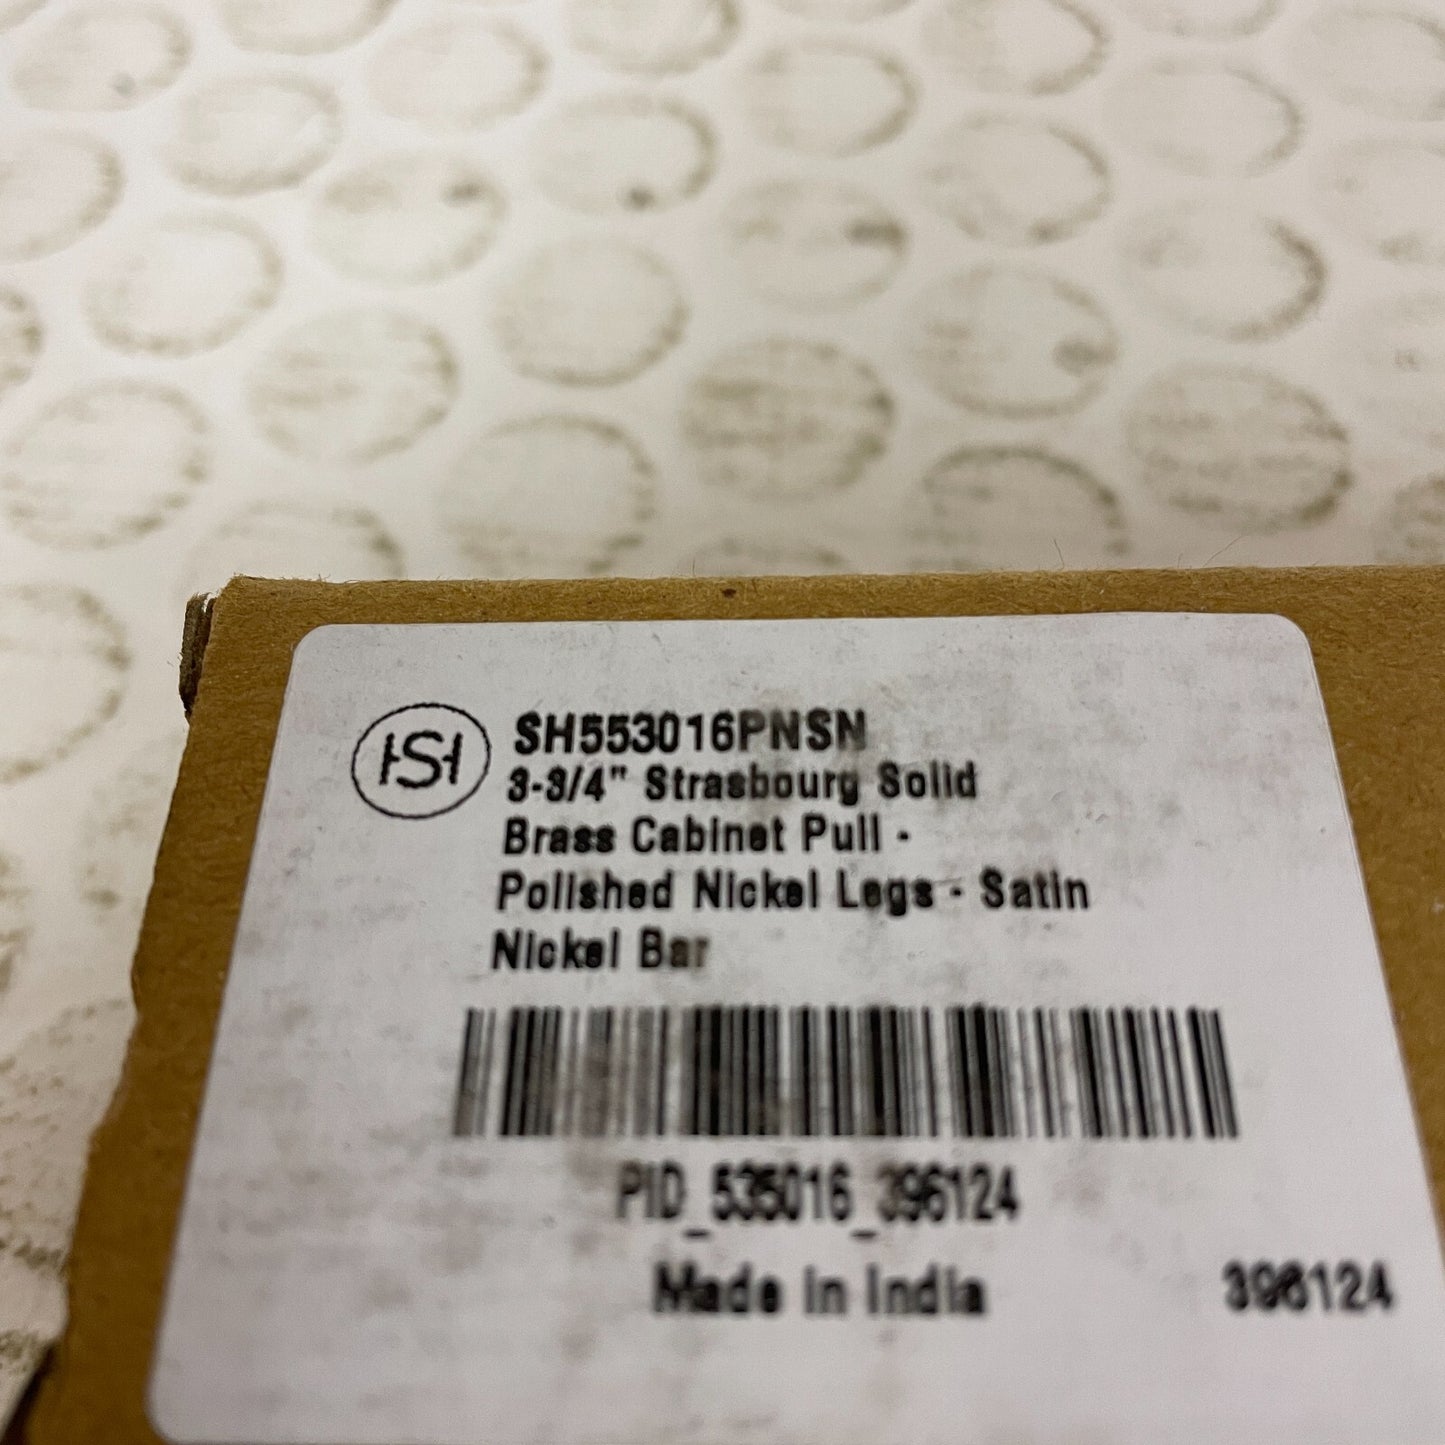 HSH
SH553016PNSN
3-3/4" Strasbourg Solid
Brass Cabinet Pull -
Polished Nickel Legs - Satin
Nickel Bar
PID_535016_396124
Made in India
396124